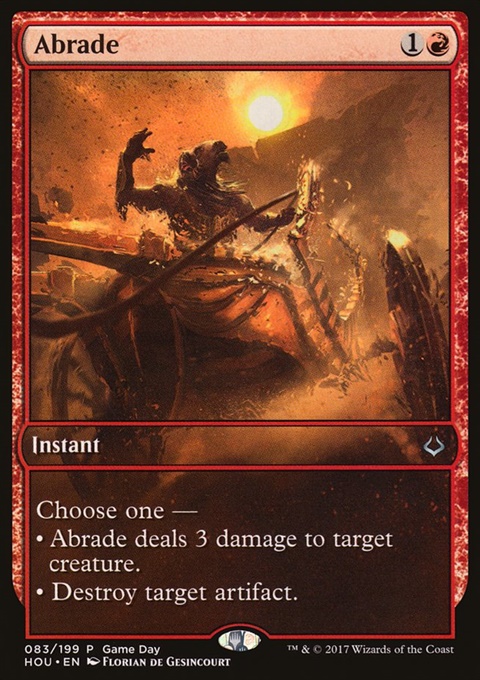 Abrade 1
Instant
Choose one —
• Abrade deals 3 damage to target
creature.
• Destroy target artifact.
083/199 P Game Day
HOU • EN Florian de Gesincourt
™ & © 2017 Wizards of the Coast